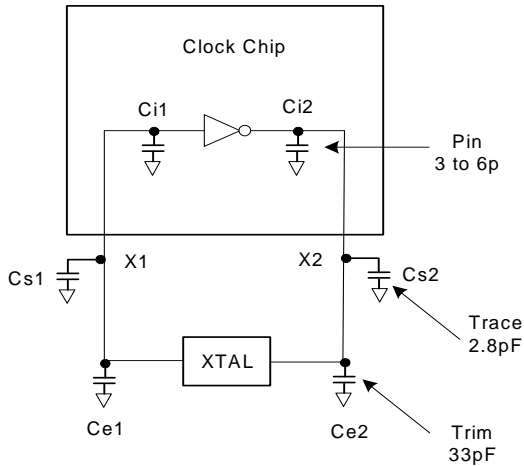 Clock Chip
Ci1
Ci2
Pin
3 to 6p
Cs1
X1
X2
Cs2
Trace
2.8pF
XTAL
Ce1
Ce2
Trim
33pF